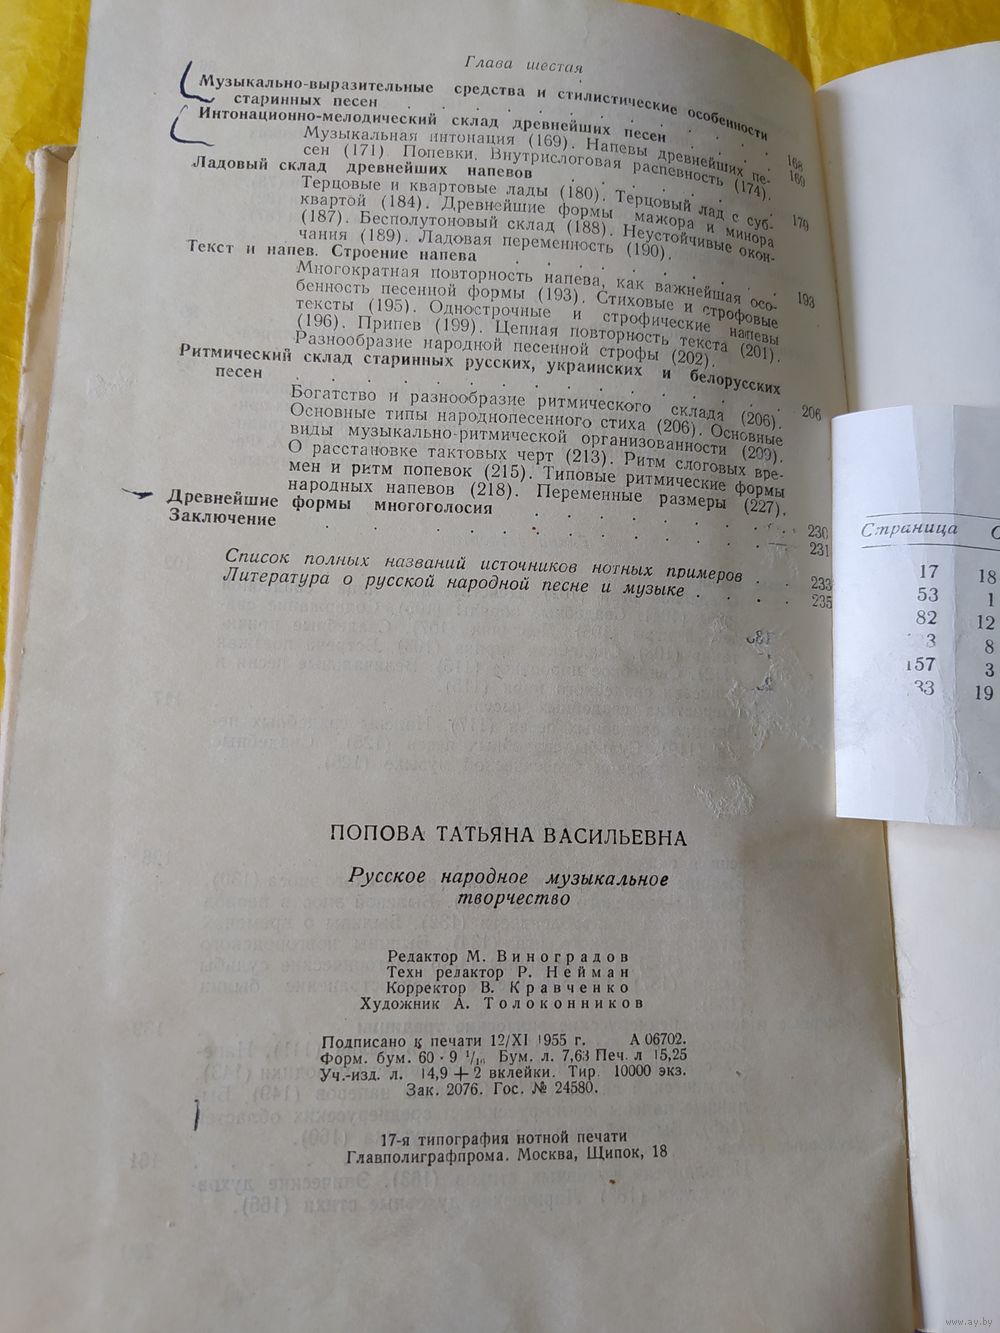 Глава шестая
Музыкально-выразительные средства и стилистические особенности
старинных песен . . . . . . . . . 168
Интонационно-мелодический склад древнейших песен . . . . 169
Музыкальная интонация (169). Напевы древнейших пе-
сен (171). Попевки. Внутрислоговая распевность (174).
Ладовый склад древнейших напевов . . . . . . . 179
Терцовые и квартовые лады (180). Терцовый лад с суб-
квартой (184). Древнейшие формы мажора и минора
(187). Бесполутоновый склад (188). Неустойчивые окон-
чания (189). Ладовая переменность (190).
Текст и напев. Строение напева . . . . . . . 193
Многократная повторность напева, как важнейшая осо-
бенность песенной формы (193). Стиховые и строфовые
тексты (195). Однострочные и строфические напевы
(196). Припев (199). Цепная повторность текста (201).
Разнообразие народной песенной строфы (202).
Ритмический склад старинных русских, украинских и белорусских
песен . . . . . . . . . . . . . . 206
Богатство и разнообразие ритмического склада (206).
Основные типы народнопесенного стиха (206). Основные
виды музыкально-ритмической организованности (209).
О расстановке тактовых черт (213). Ритм слоговых вре-
мен и ритм попевок (215). Типовые ритмические формы
народных напевов (218). Переменные размеры (227).
Древнейшие формы многоголосия . . . . . . . . 230
Заключение . . . . . . . . . . . 231
Список полных названий источников нотных примеров . . 233
Литература о русской народной песне и музыке . . . . 235
ПОПОВА ТАТЬЯНА ВАСИЛЬЕВНА
Русское народное музыкальное
творчество
Редактор М. Виноградов
Техн редактор Р. Нейман
Корректор В. Кравченко
Художник А. Толоконников
Подписано к печати 12/XI 1955 г. А 06702.
Форм. бум. 60·9 1/16 Бум. л. 7,63 Печ. л 15,25
Уч.-изд. л. 14,9 + 2 вклейки. Тир. 10000 экз.
Зак. 2076. Гос. № 24580.
17-я типография нотной печати
Главполиграфпрома. Москва, Щипок, 18
Страница С
17 18
53 1
82 12
3 8
157 3
33 19
www.ay.by